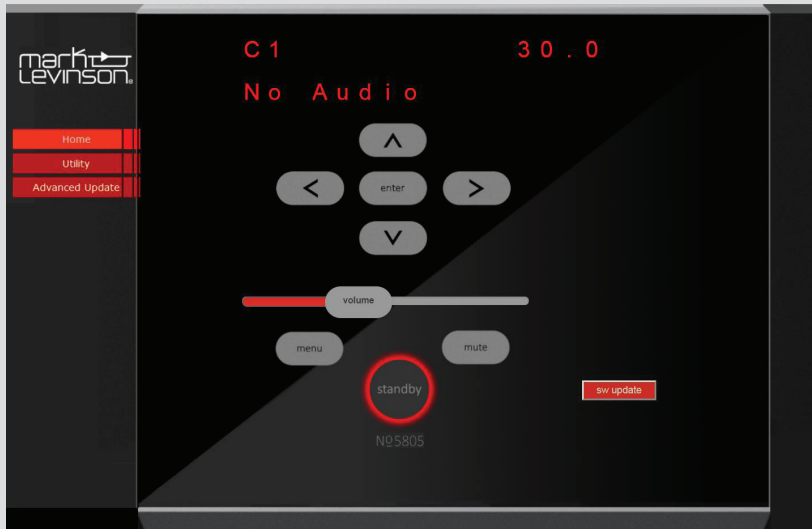 mark
Levinson®
C1 30.0
No Audio
Home
Utility
Advanced Update
<
enter
>
volume
menu
mute
standby
sw update
Nº5805